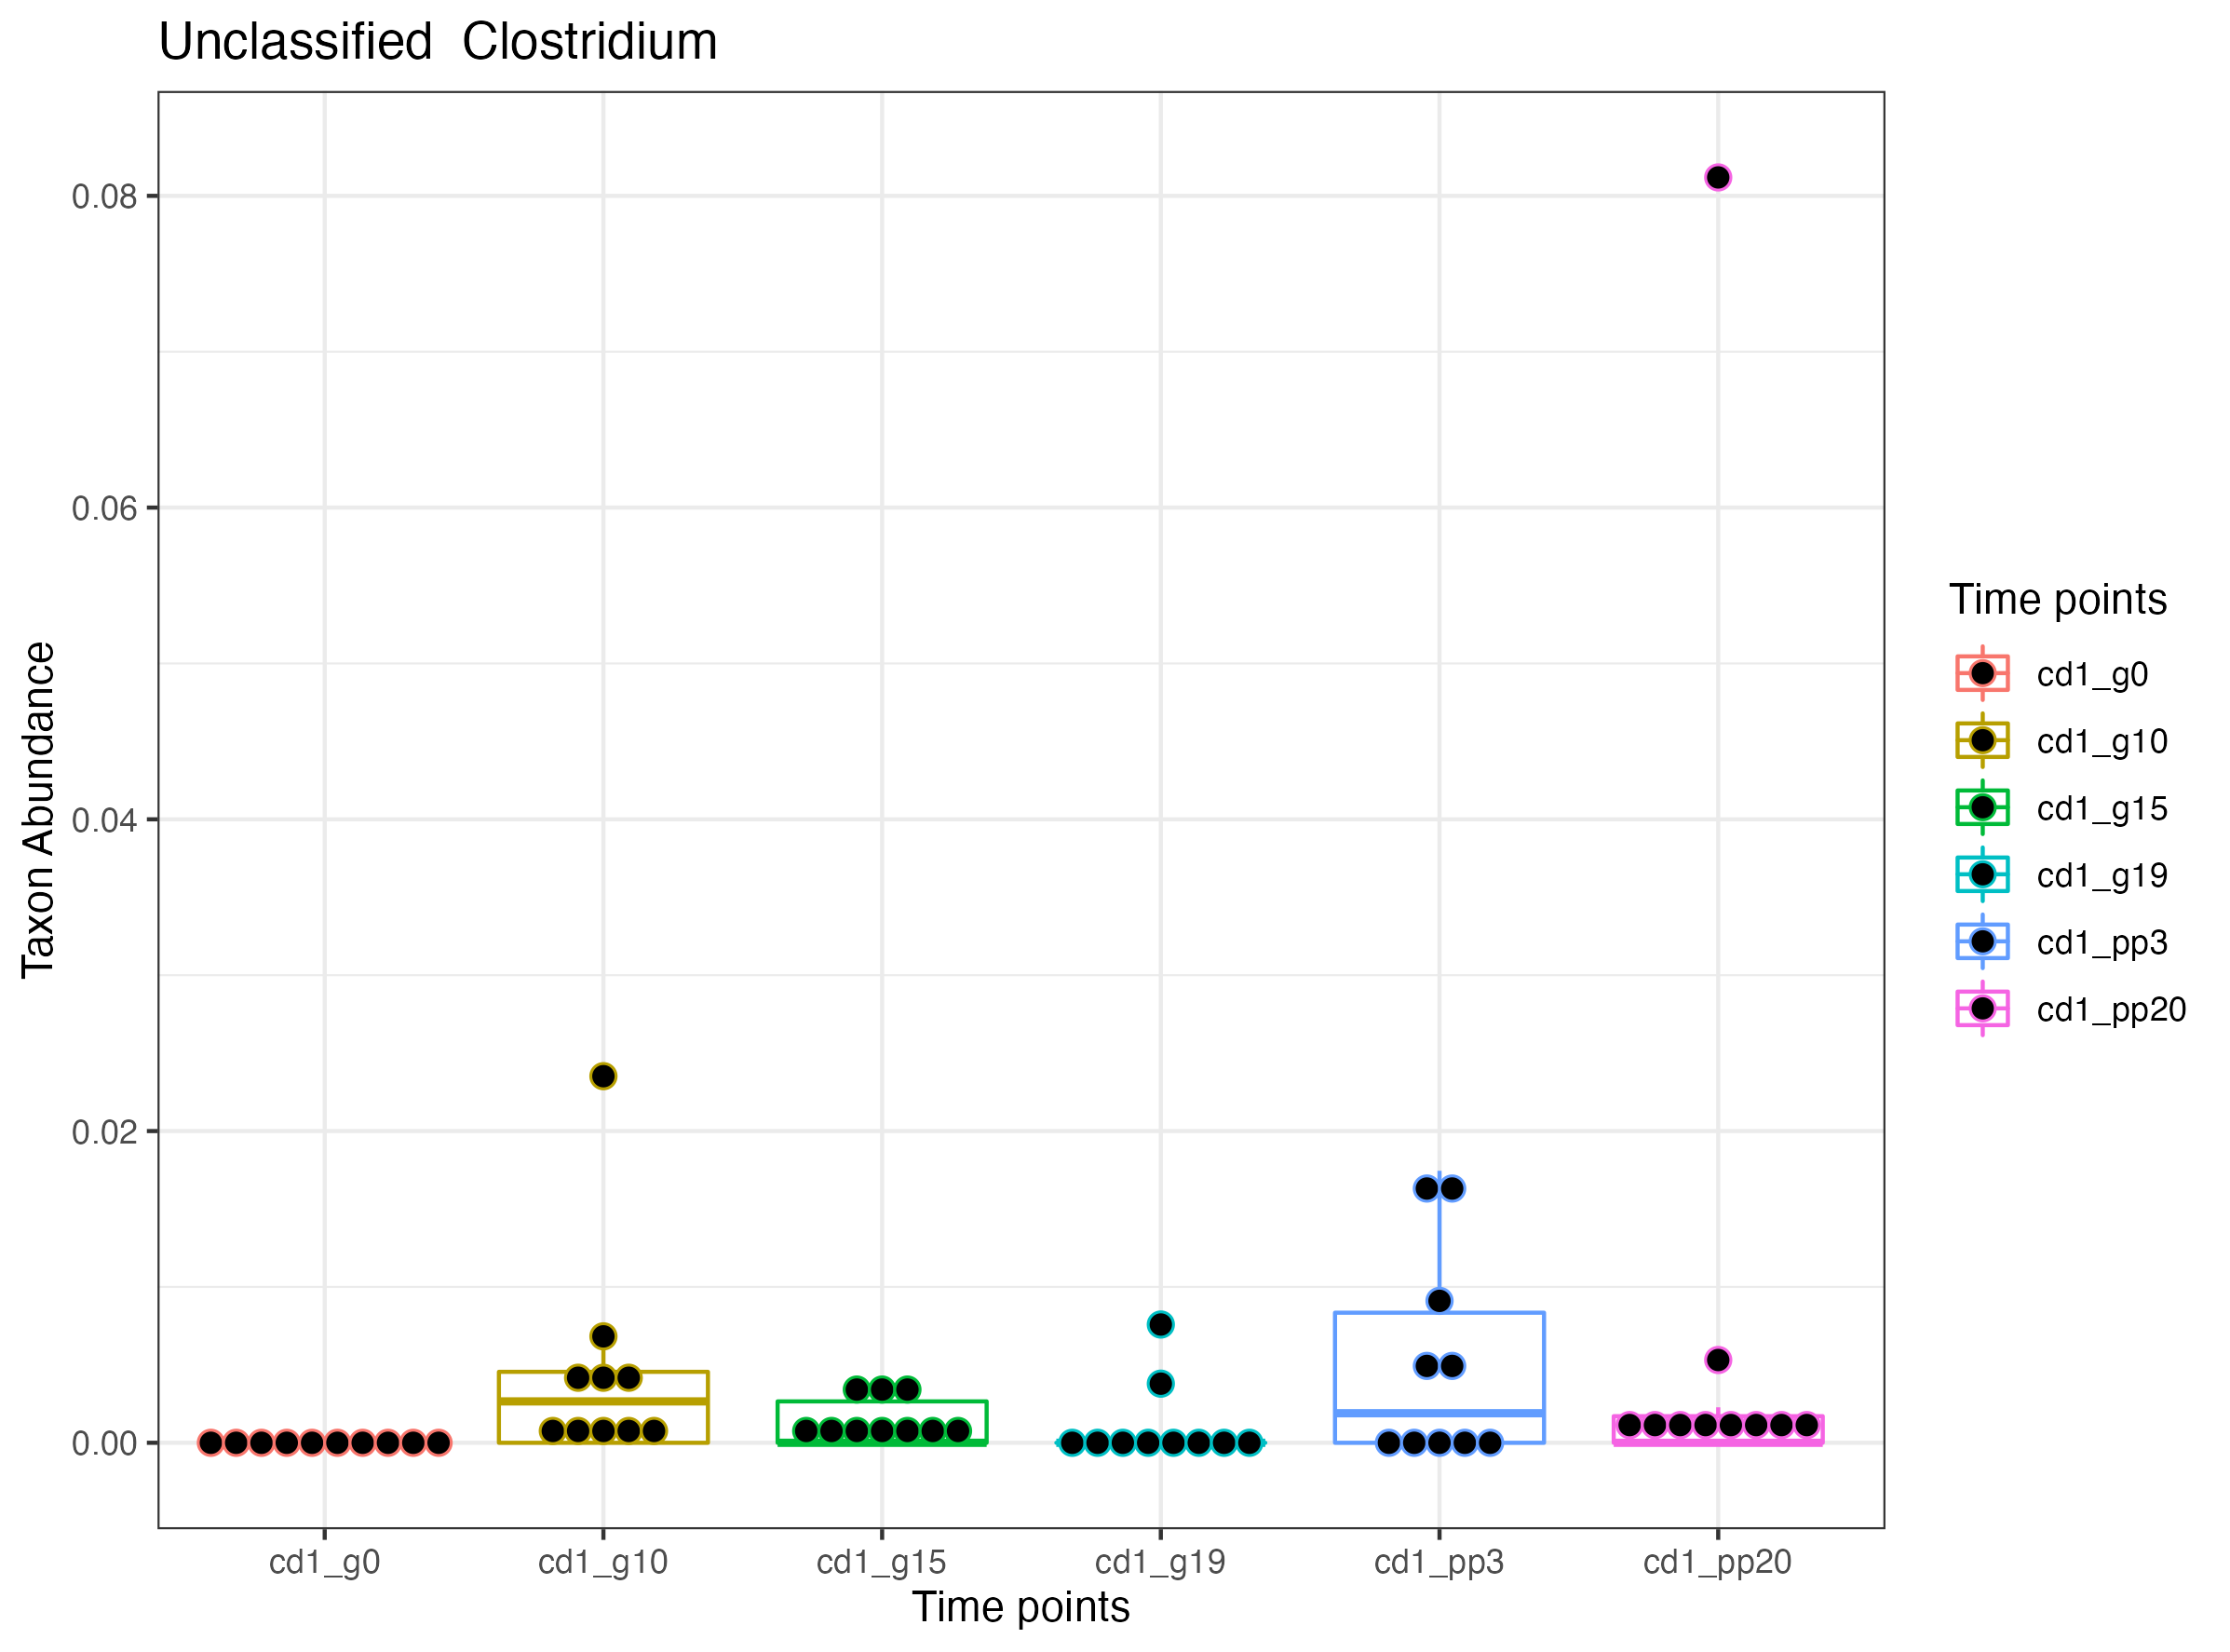 Unclassified  Clostridium
Taxon Abundance
0.08
0.06
0.04
0.02
0.00
cd1_g0
cd1_g10
cd1_g15
cd1_g19
cd1_pp3
cd1_pp20
Time points
Time points
cd1_g0
cd1_g10
cd1_g15
cd1_g19
cd1_pp3
cd1_pp20